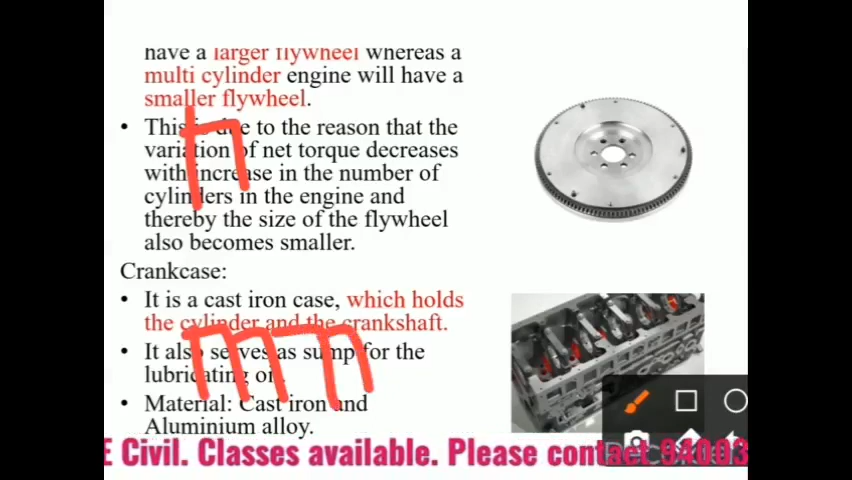 have a larger flywheel whereas a
multi cylinder engine will have a
smaller flywheel.
• This is due to the reason that the
variation of net torque decreases
with increase in the number of
cylinders in the engine and
thereby the size of the flywheel
also becomes smaller.
Crankcase:
• It is a cast iron case, which holds
the cylinder and the crankshaft.
• It also serves as sump for the
lubricating oil.
• Material: Cast iron and
Aluminium alloy.
E Civil. Classes available. Please contact 94003